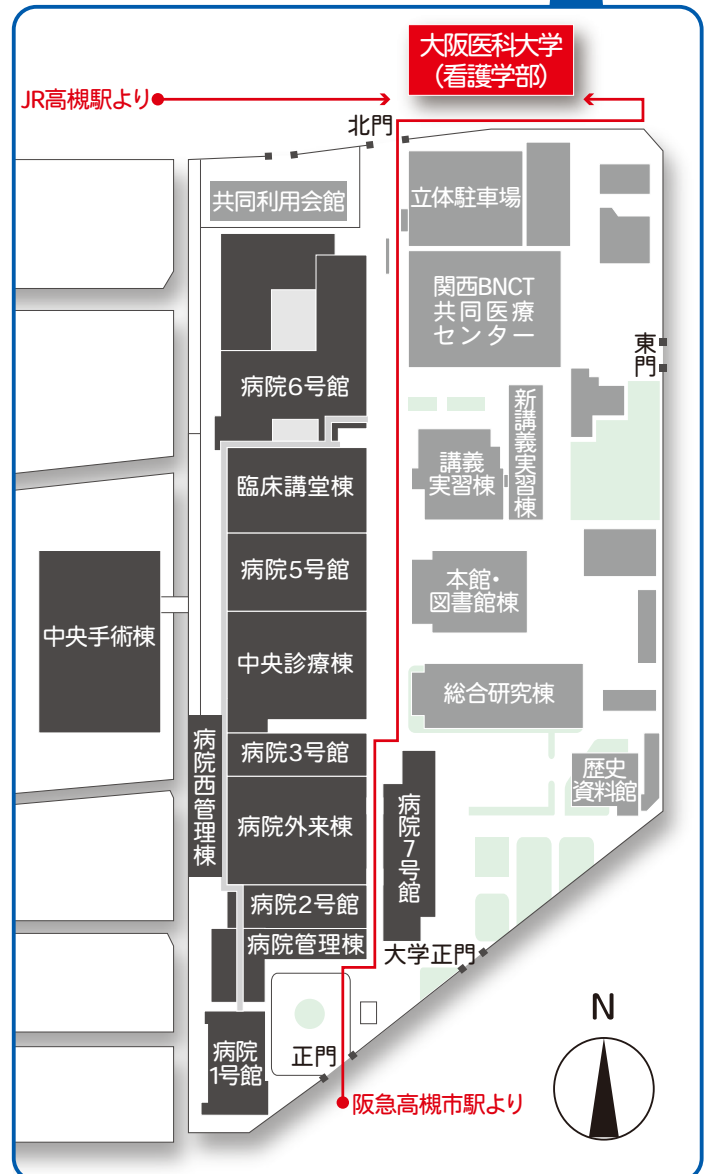 大阪医科大学
(看護学部)
JR高槻駅より
北門
共同利用会館
立体駐車場
関西BNCT
共同医療
センター
東門
病院6号館
新講義実習棟
講義
実習棟
臨床講堂棟
病院5号館
本館・
図書館棟
中央手術棟
中央診療棟
総合研究棟
病院西管理棟
病院3号館
歴史
資料館
病院外来棟
病院7号館
病院2号館
病院管理棟
大学正門
N
病院
1号館
正門
阪急高槻市駅より